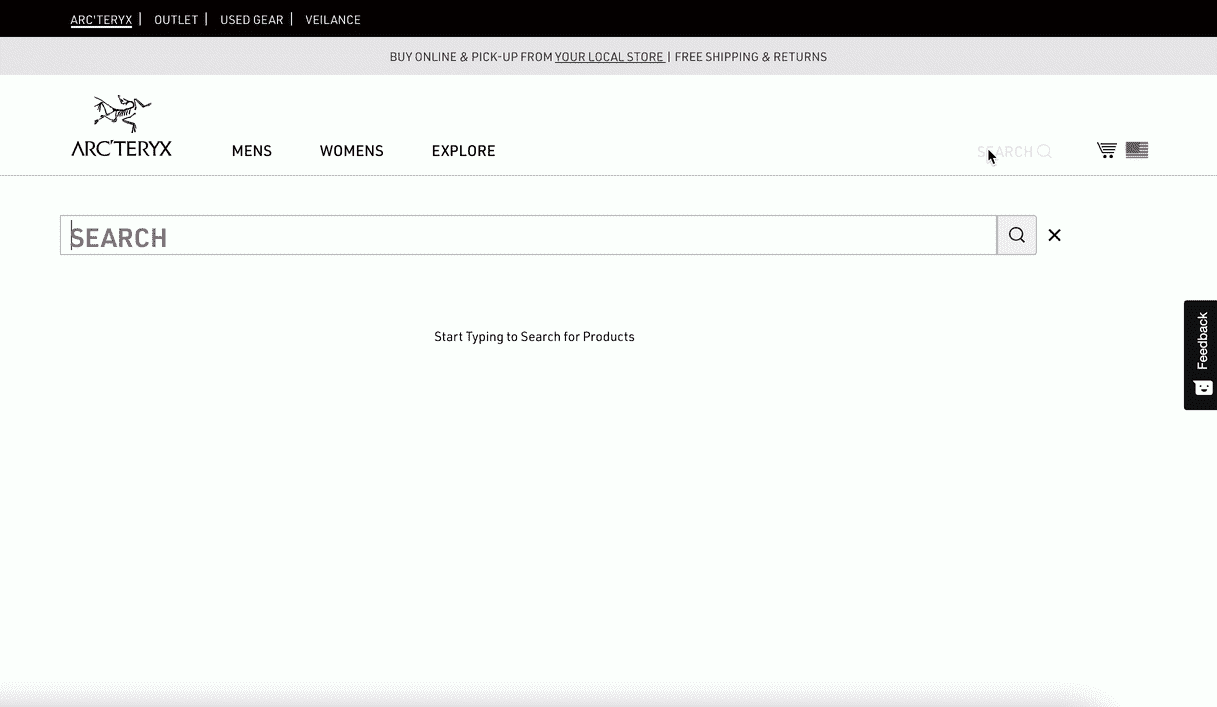 ARC'TERYX | OUTLET | USED GEAR | VEILANCE
BUY ONLINE & PICK-UP FROM YOUR LOCAL STORE | FREE SHIPPING & RETURNS
ARC'TERYX
MENS WOMENS EXPLORE SEARCH
SEARCH
Start Typing to Search for Products
Feedback